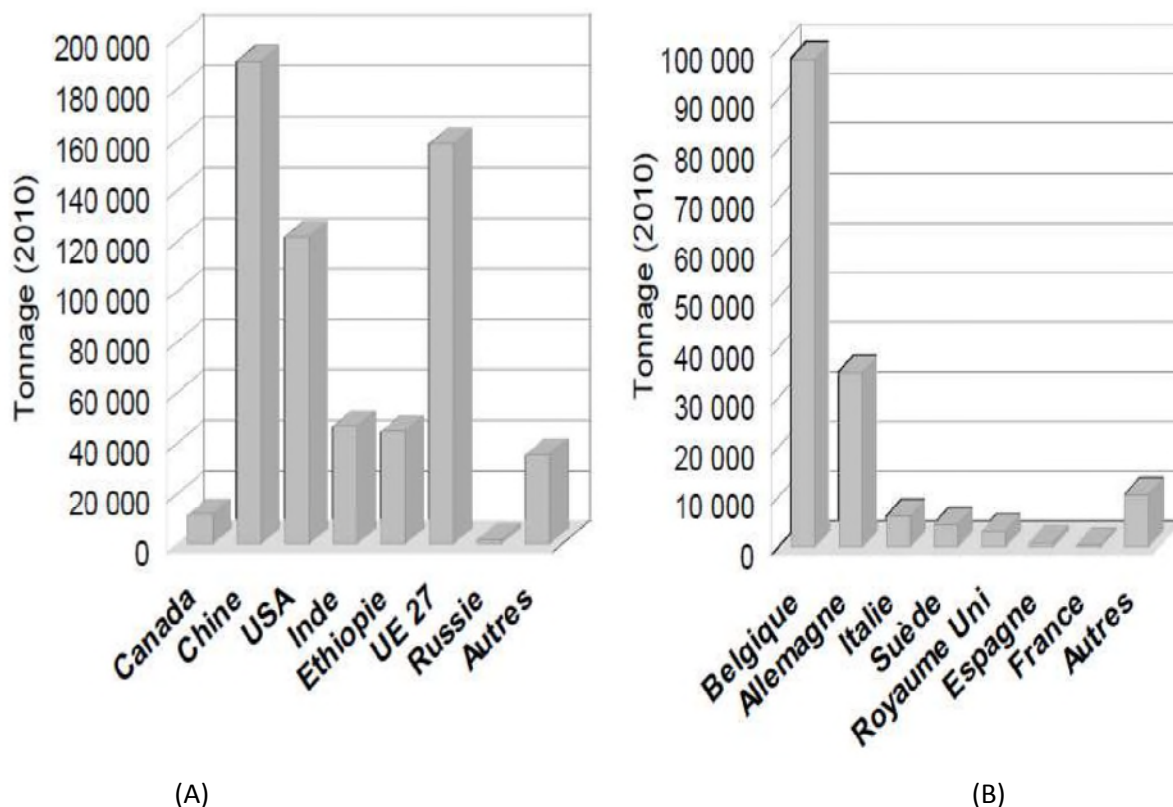 Tonnage (2010)
200 000
180 000
160 000
140 000
120 000
100 000
80 000
60 000
40 000
20 000
0
Canada
Chine
USA
Inde
Ethiopie
UE 27
Russie
Autres
(A)
Tonnage (2010)
100 000
90 000
80 000
70 000
60 000
50 000
40 000
30 000
20 000
10 000
0
Belgique
Allemagne
Italie
Suède
Royaume Uni
Espagne
France
Autres
(B)